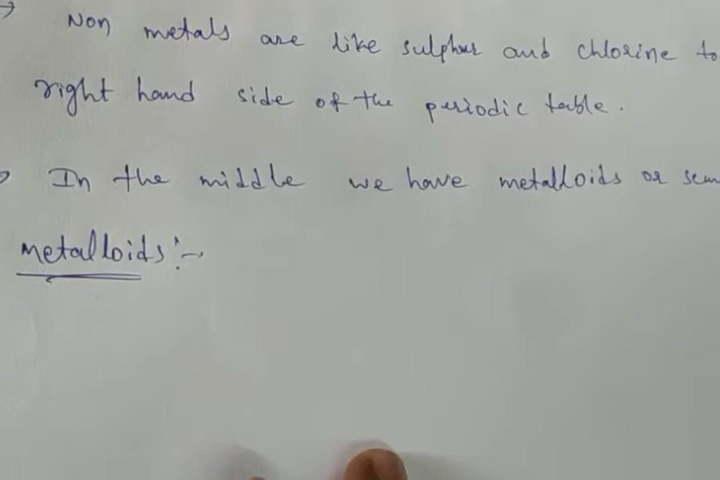 → Non metals are like sulphur and chlorine to
right hand side of the periodic table.
In the middle we have metalloids or sem
metalloids :-